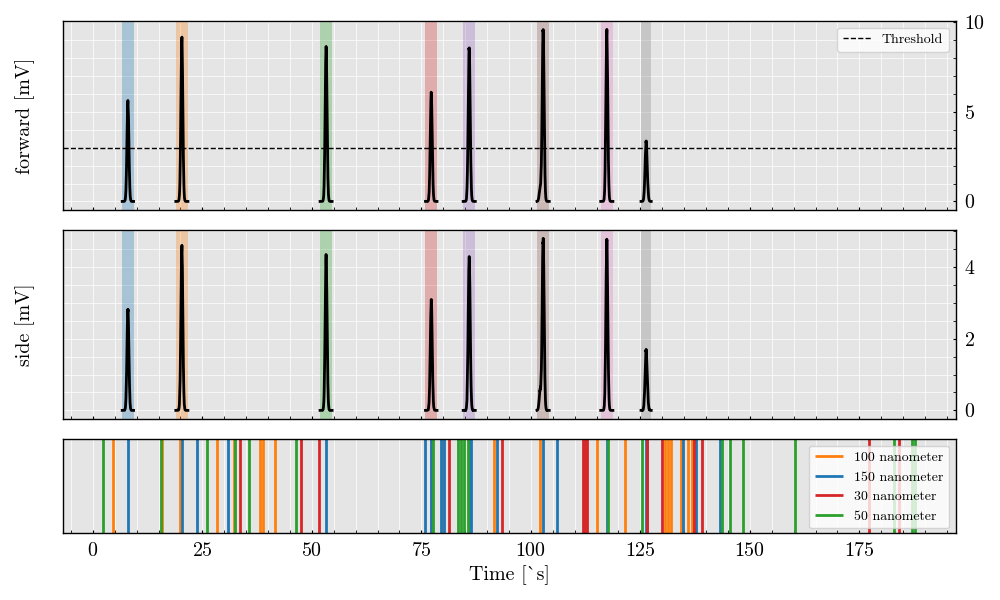 forward [mV]
10
5
0
Threshold
side [mV]
4
2
0
100 nanometer
150 nanometer
30 nanometer
50 nanometer
0 25 50 75 100 125 150 175
Time [`s]